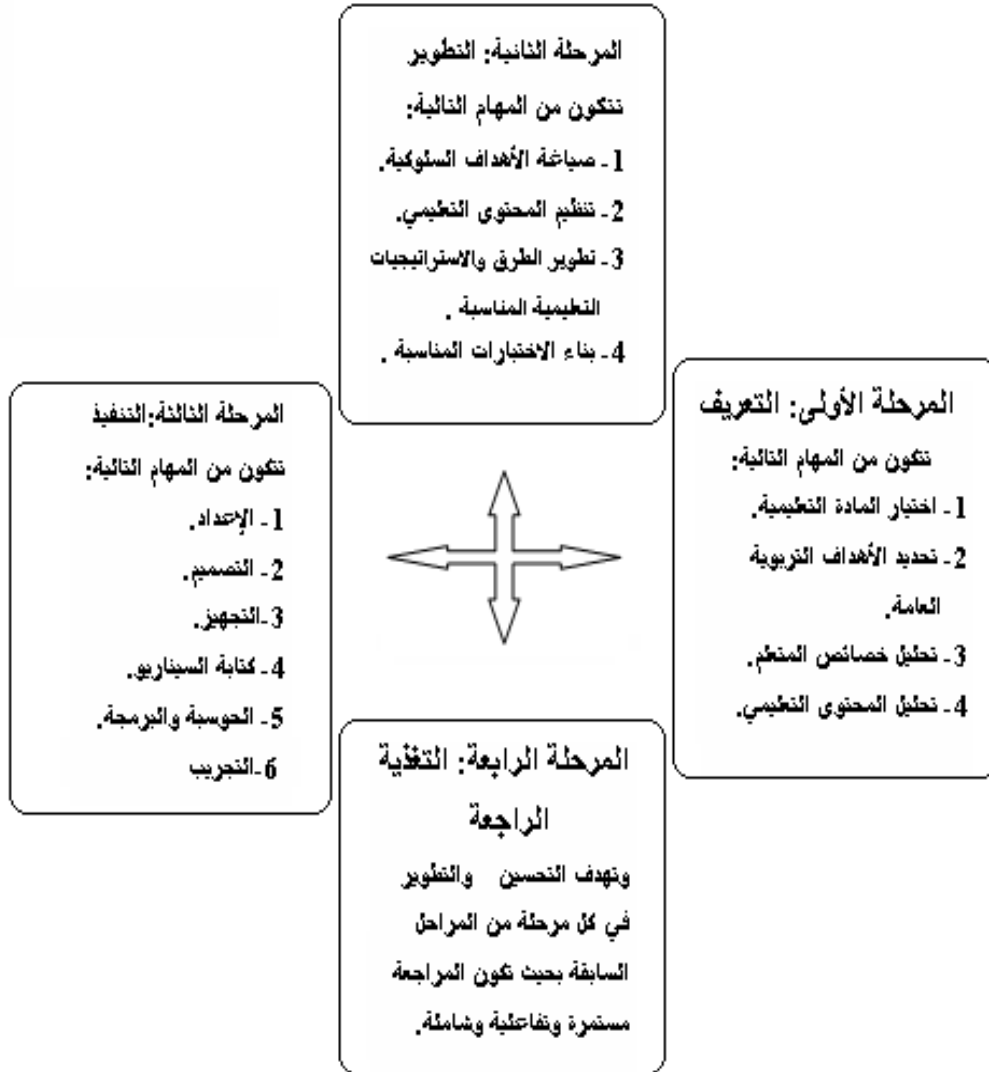 المرحلة الثانية: التطوير
تتكون من المهام التالية:
1- صياغة الأهداف السلوكية.
2- تنظيم المحتوى التعليمي.
3- تطوير الطرق والاستراتيجيات
التعليمية المناسبة .
4- بناء الاختبارات المناسبة .
المرحلة الأولى: التعريف
تتكون من المهام التالية:
1- اختيار المادة التعليمية.
2- تحديد الأهداف التربوية
العامة.
3- تحليل خصائص المتعلم.
4- تحليل المحتوى التعليمي.
المرحلة الثالثة:التنفيذ
تتكون من المهام التالية:
1- الإعداد.
2- التصميم.
3-التجهيز.
4- كتابة السيناريو.
5- الحوسبة والبرمجة.
6-التجريب
المرحلة الرابعة: التغذية
الراجعة
وتهدف التحسين والتطوير
في كل مرحلة من المراحل
السابقة بحيث تكون المراجعة
مستمرة وتفاعلية وشاملة.